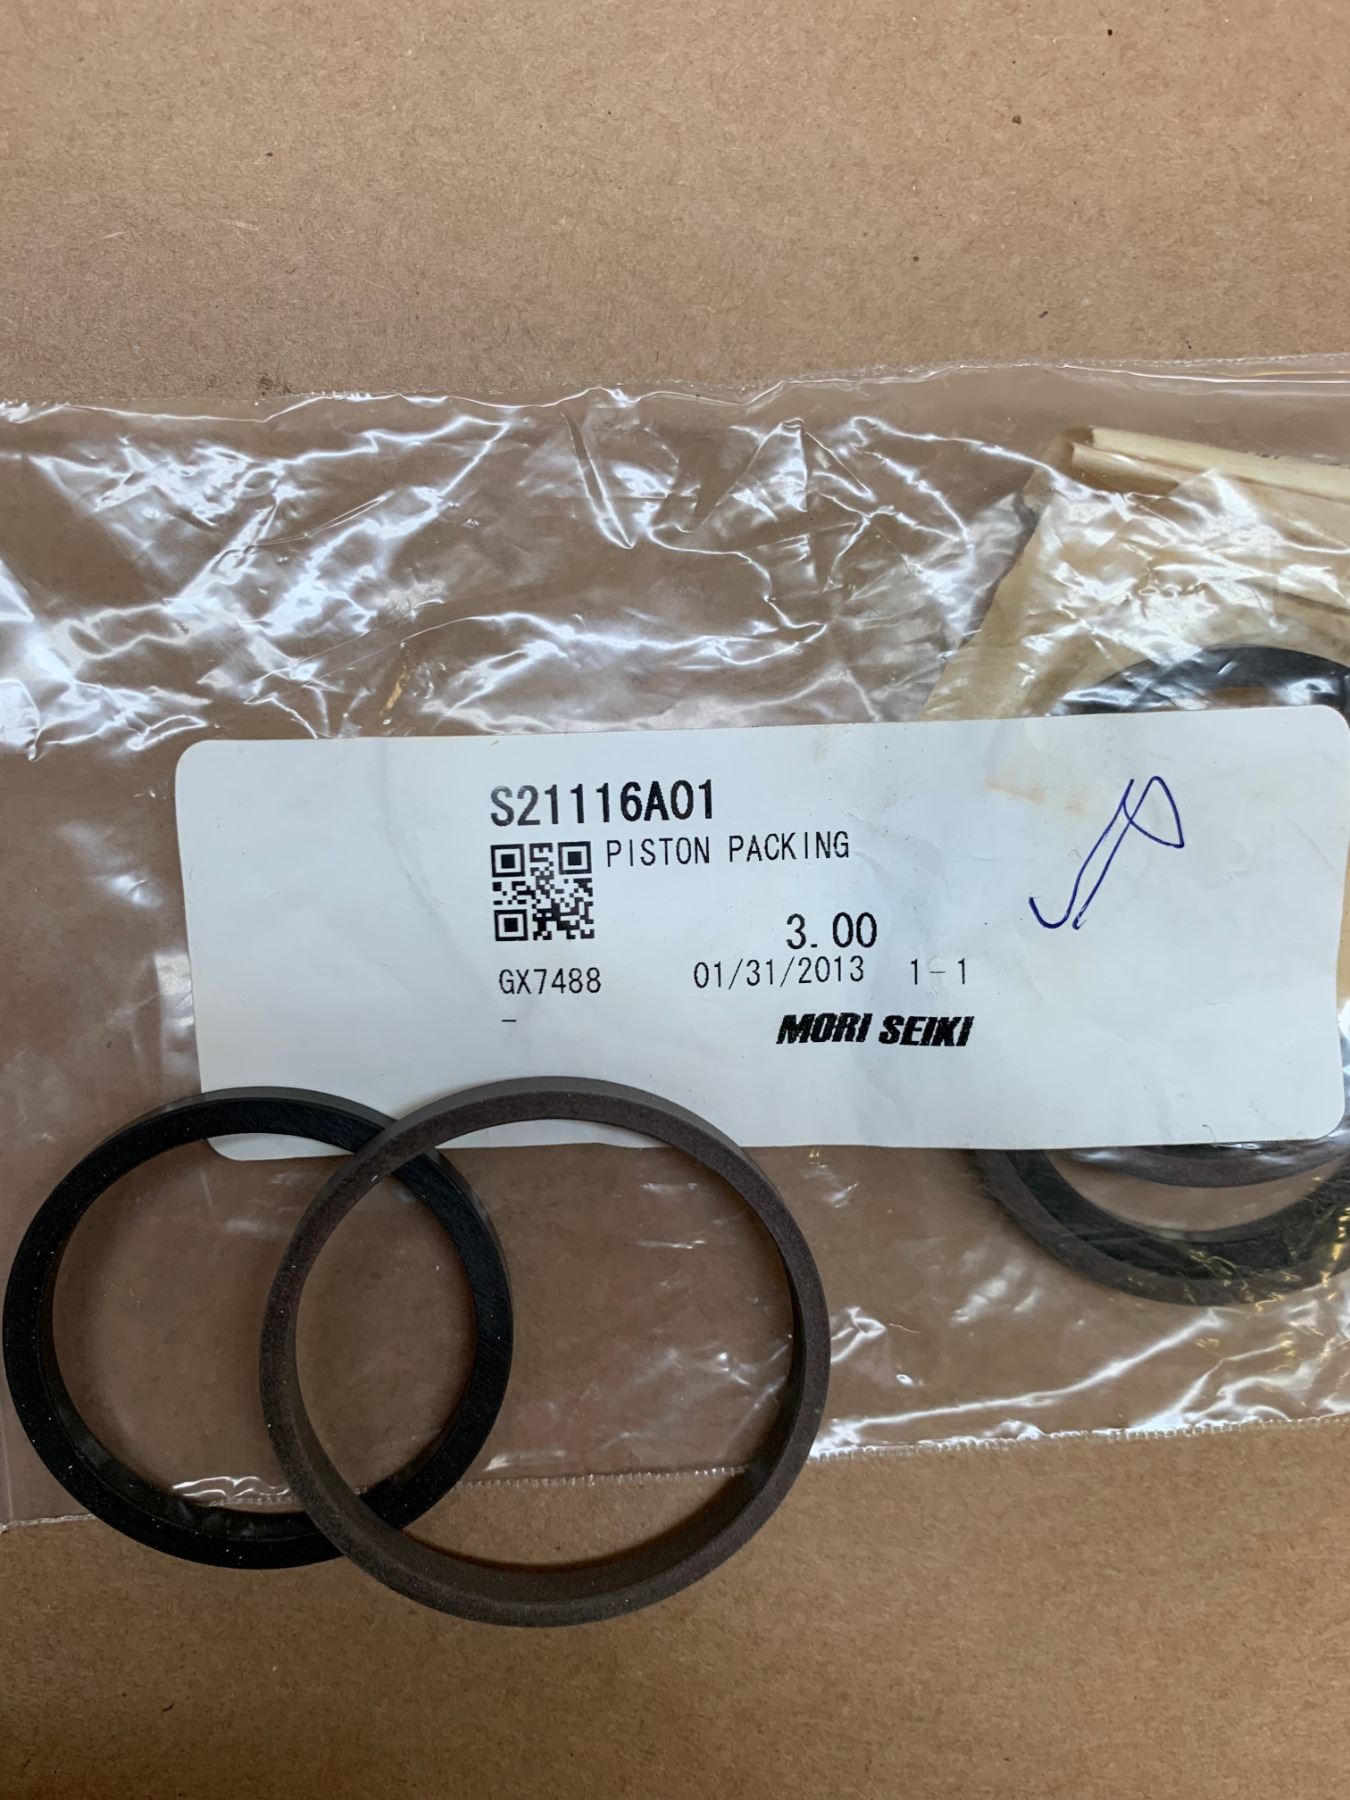 S21116A01
PISTON PACKING
3.00
GX7488 01/31/2013 1-1
-
MORI SEIKI